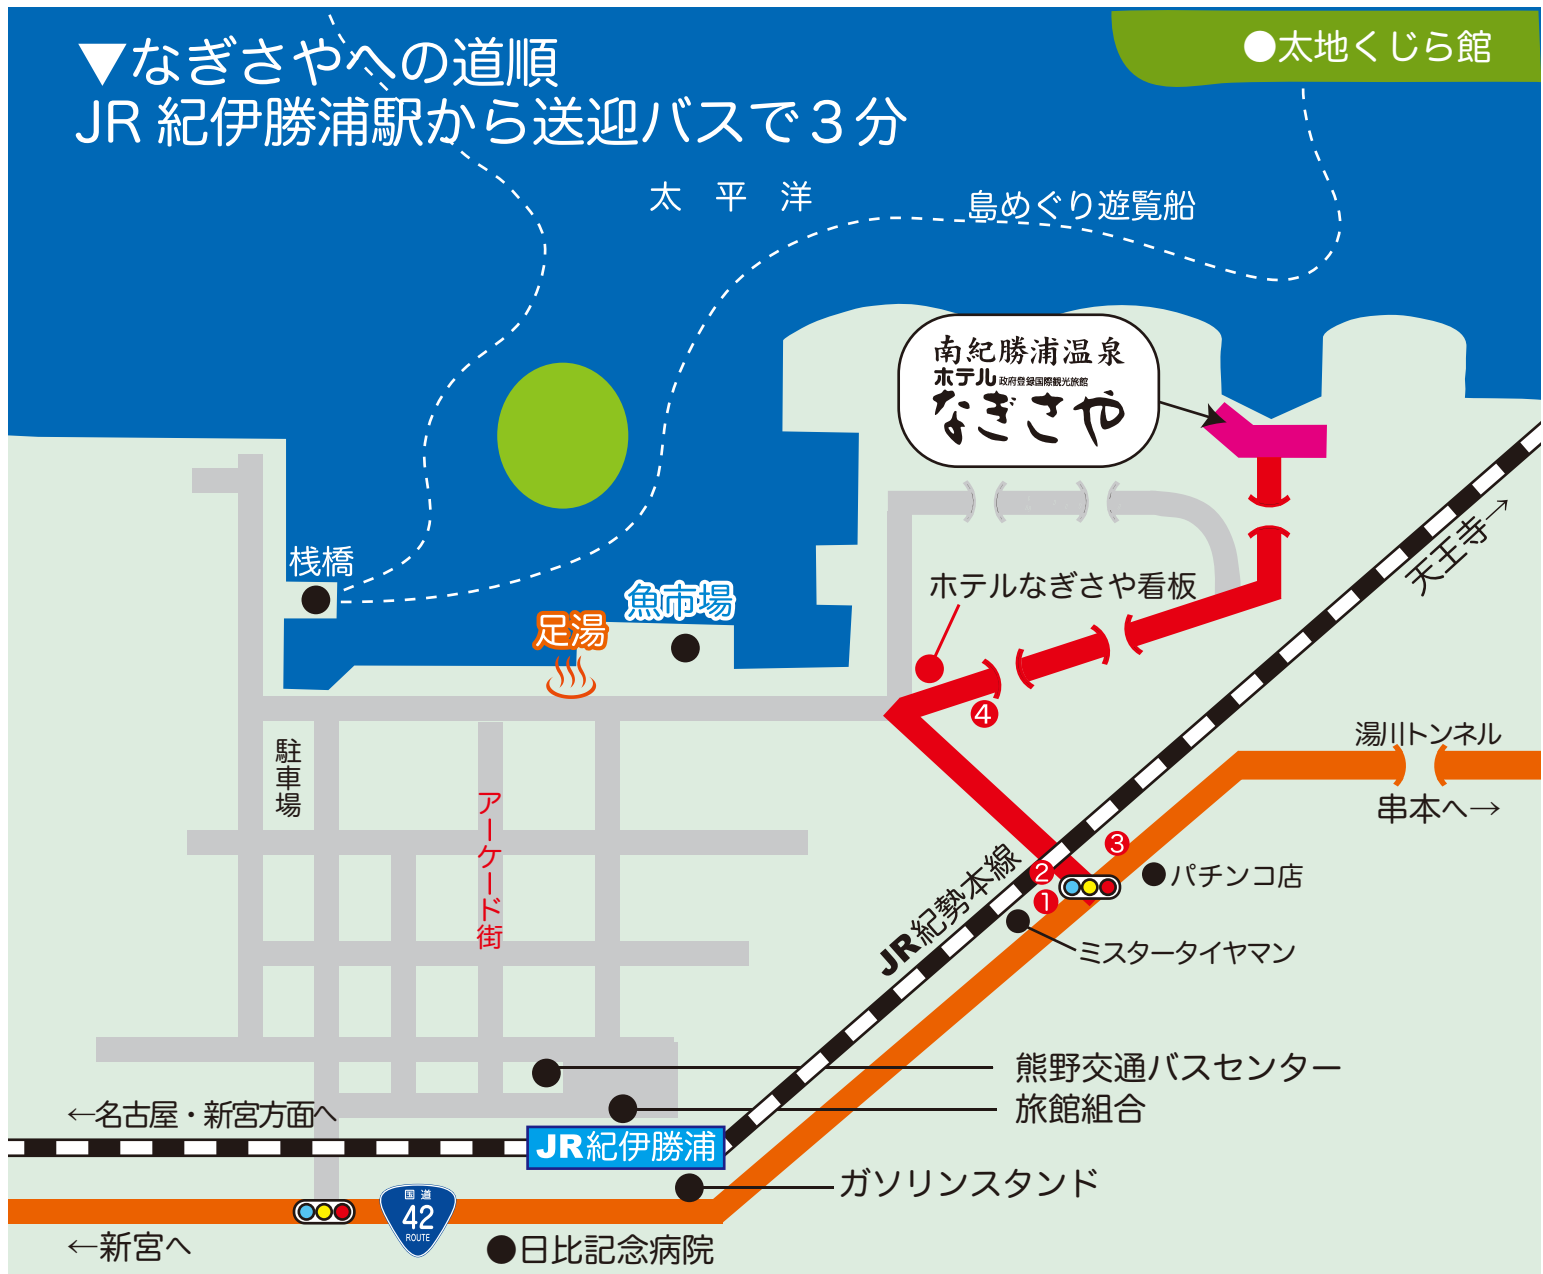 ▼なぎさやへの道順
JR 紀伊勝浦駅から送迎バスで３分
●太地くじら館
太　平　洋
島めぐり遊覧船
南紀勝浦温泉
ホテル 政府登録国際観光旅館
なぎさや
天王寺→
桟橋
足湯
魚市場
ホテルなぎさや看板
4
湯川トンネル
串本へ→
駐車場
アーケード街
JR紀勢本線
3
2
1
パチンコ店
ミスタータイヤマン
熊野交通バスセンター
旅館組合
←名古屋・新宮方面へ
JR紀伊勝浦
ガソリンスタンド
国道
42
ROUTE
←新宮へ
●日比記念病院